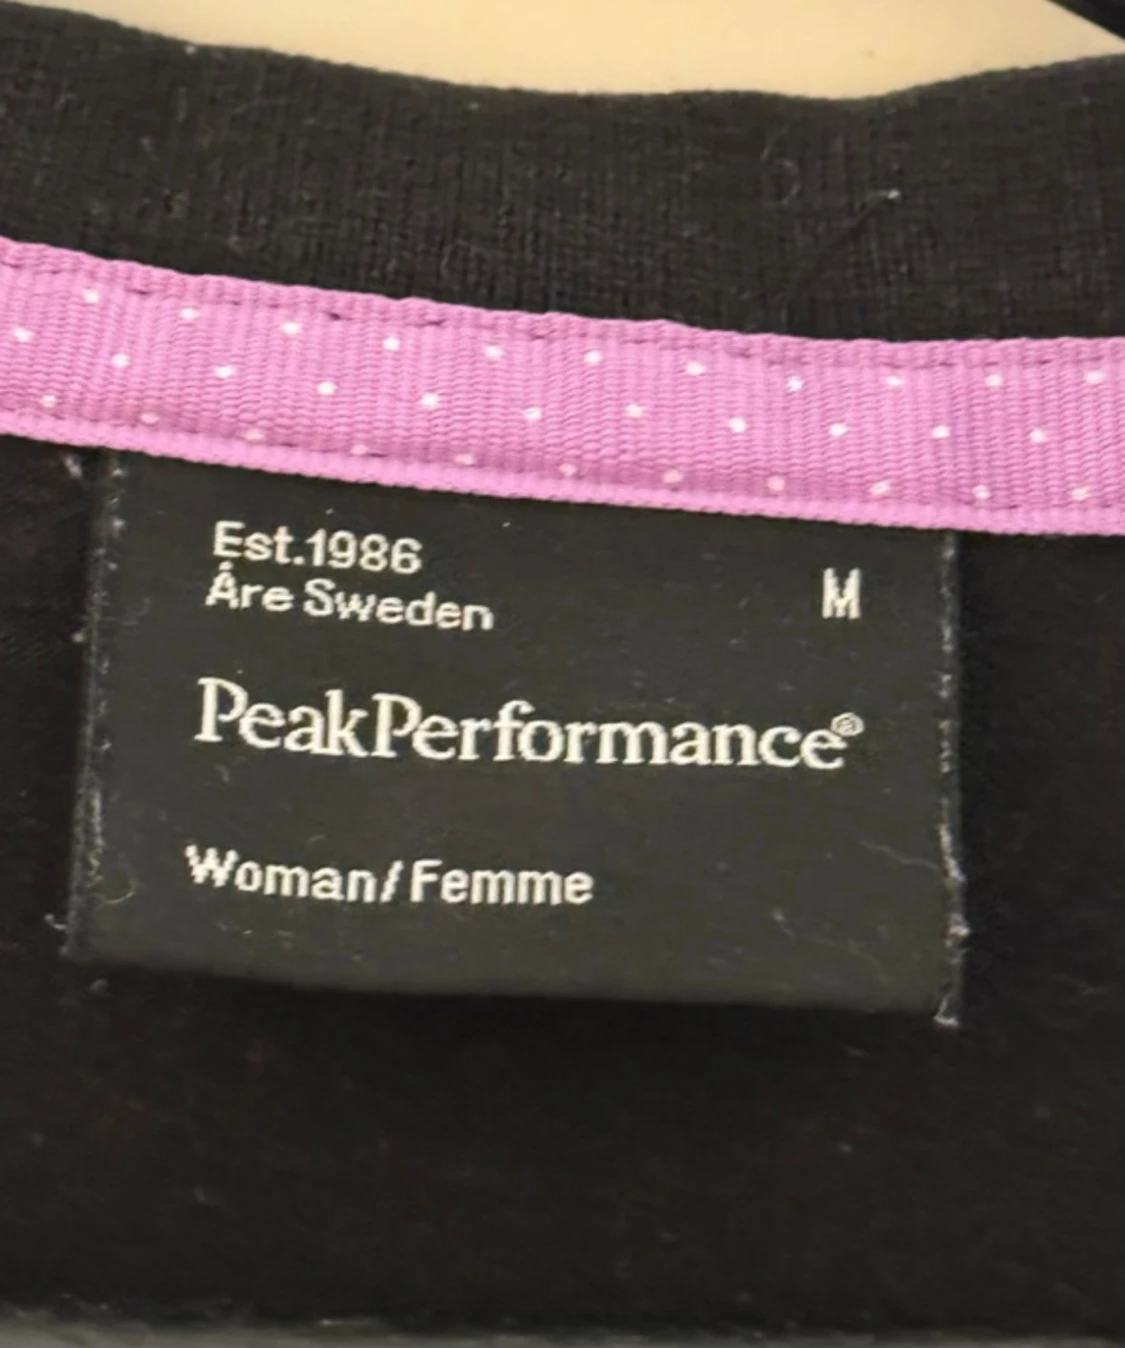 Est.1986
Åre Sweden
M
PeakPerformance®
Woman/Femme